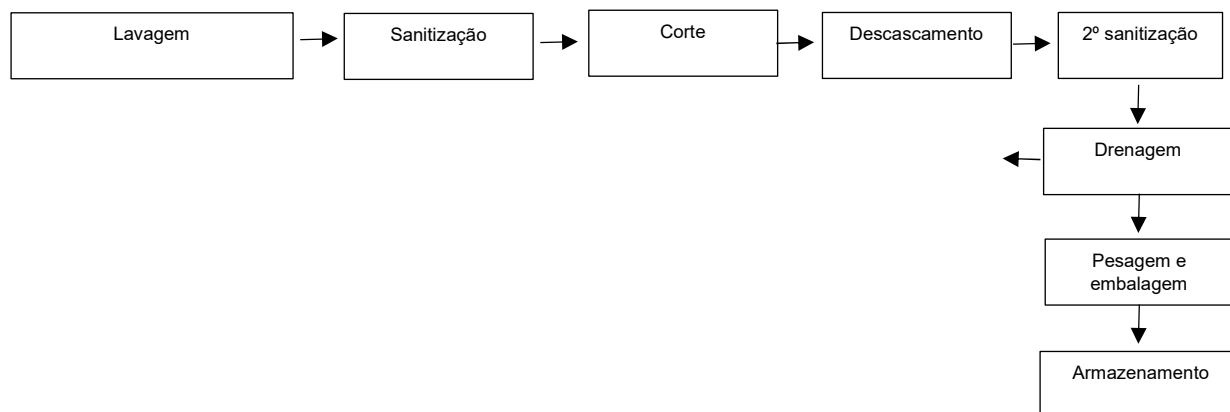 Lavagem
Sanitização
Corte
Descascamento
2º sanitização
Drenagem
Pesagem e
embalagem
Armazenamento